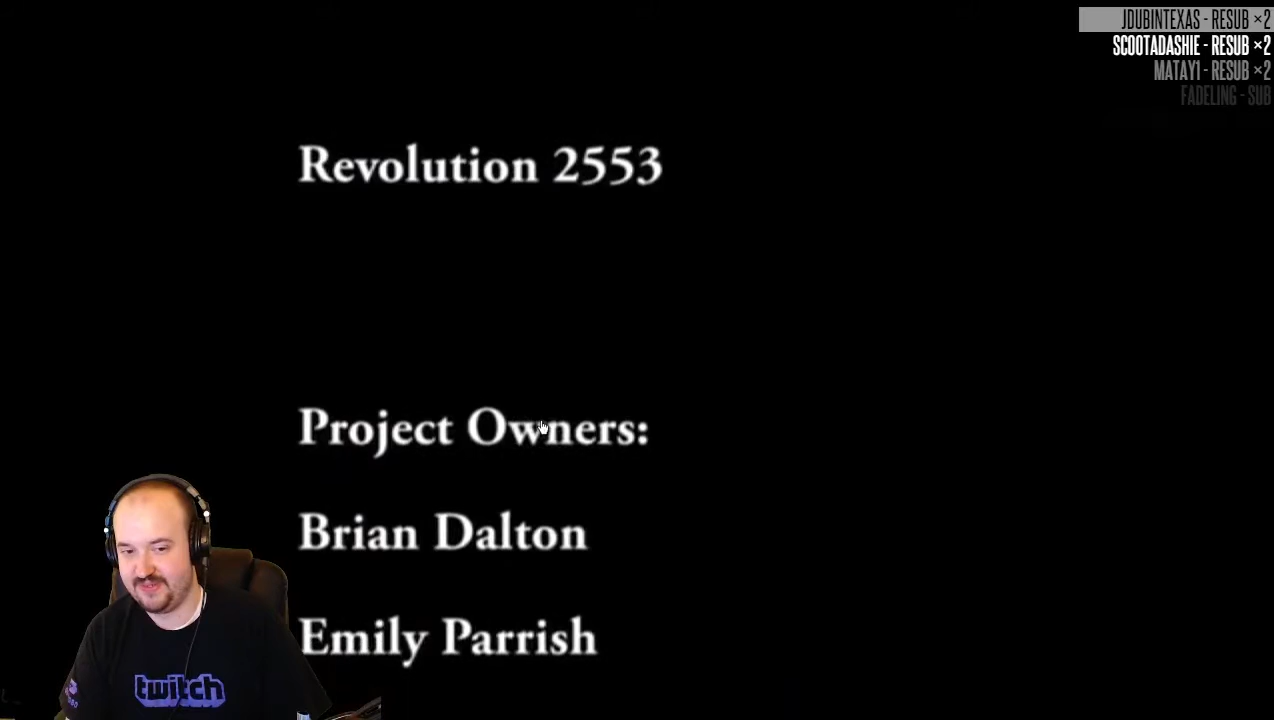 JDUBINTEXAS - RESUB ×2
SCOOTADASHIE - RESUB ×2
MATAY1 - RESUB ×2
FADELING - SUB
Revolution 2553
Project Owners:
Brian Dalton
Emily Parrish
twitch